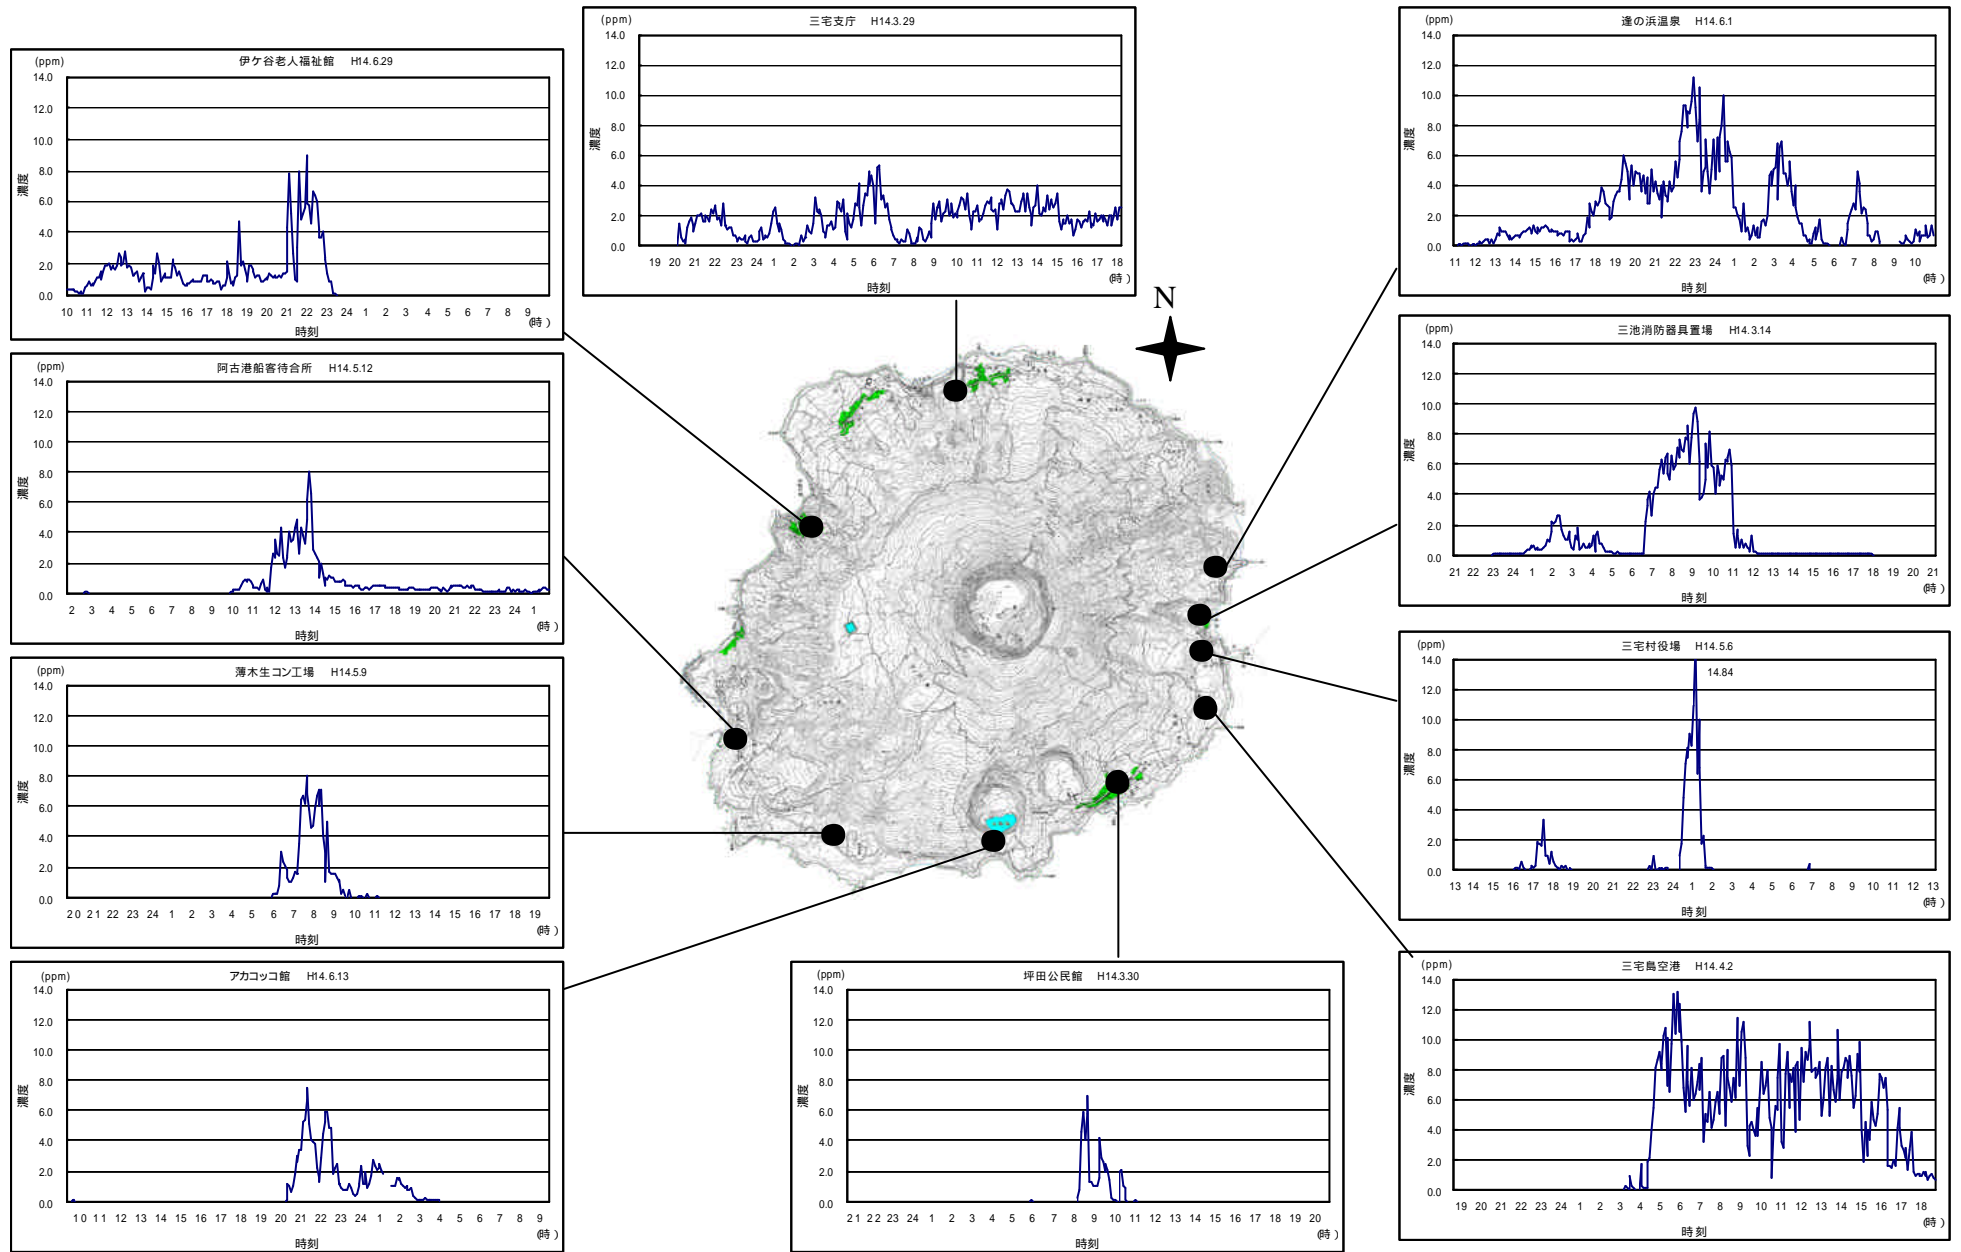 伊ケ谷老人福祉館 H14.6.29
(ppm)
14.0
12.0
10.0
8.0
6.0
4.0
2.0
0.0
濃度
10 11 12 13 14 15 16 17 18 19 20 21 22 23 24 1 2 3 4 5 6 7 8 9
(時)
時刻
三宅支庁 H14.3.29
(ppm)
14.0
12.0
10.0
8.0
6.0
4.0
2.0
0.0
濃度
19 20 21 22 23 24 1 2 3 4 5 6 7 8 9 10 11 12 13 14 15 16 17 18
(時)
時刻
逢の浜温泉 H14.6.1
(ppm)
14.0
12.0
10.0
8.0
6.0
4.0
2.0
0.0
濃度
11 12 13 14 15 16 17 18 19 20 21 22 23 24 1 2 3 4 5 6 7 8 9 10
(時)
時刻
N
阿古港船客待合所 H14.5.12
(ppm)
14.0
12.0
10.0
8.0
6.0
4.0
2.0
0.0
濃度
2 3 4 5 6 7 8 9 10 11 12 13 14 15 16 17 18 19 20 21 22 23 24 1
(時)
時刻
三池消防器具置場 H14.3.14
(ppm)
14.0
12.0
10.0
8.0
6.0
4.0
2.0
0.0
濃度
21 22 23 24 1 2 3 4 5 6 7 8 9 10 11 12 13 14 15 16 17 18 19 20 21
(時)
時刻
薄木生コン工場 H14.5.9
(ppm)
14.0
12.0
10.0
8.0
6.0
4.0
2.0
0.0
濃度
20 21 22 23 24 1 2 3 4 5 6 7 8 9 10 11 12 13 14 15 16 17 18 19
(時)
時刻
三宅村役場 H14.5.6
(ppm)
14.84
14.0
12.0
10.0
8.0
6.0
4.0
2.0
0.0
濃度
13 14 15 16 17 18 19 20 21 22 23 24 1 2 3 4 5 6 7 8 9 10 11 12 13
(時)
時刻
アカコッコ館 H14.6.13
(ppm)
14.0
12.0
10.0
8.0
6.0
4.0
2.0
0.0
濃度
10 11 12 13 14 15 16 17 18 19 20 21 22 23 24 1 2 3 4 5 6 7 8 9
(時)
時刻
坪田公民館 H14.3.30
(ppm)
14.0
12.0
10.0
8.0
6.0
4.0
2.0
0.0
濃度
21 22 23 24 1 2 3 4 5 6 7 8 9 10 11 12 13 14 15 16 17 18 19 20
(時)
時刻
三宅島空港 H14.4.2
(ppm)
14.0
12.0
10.0
8.0
6.0
4.0
2.0
0.0
濃度
19 20 21 22 23 24 1 2 3 4 5 6 7 8 9 10 11 12 13 14 15 16 17 18
(時)
時刻